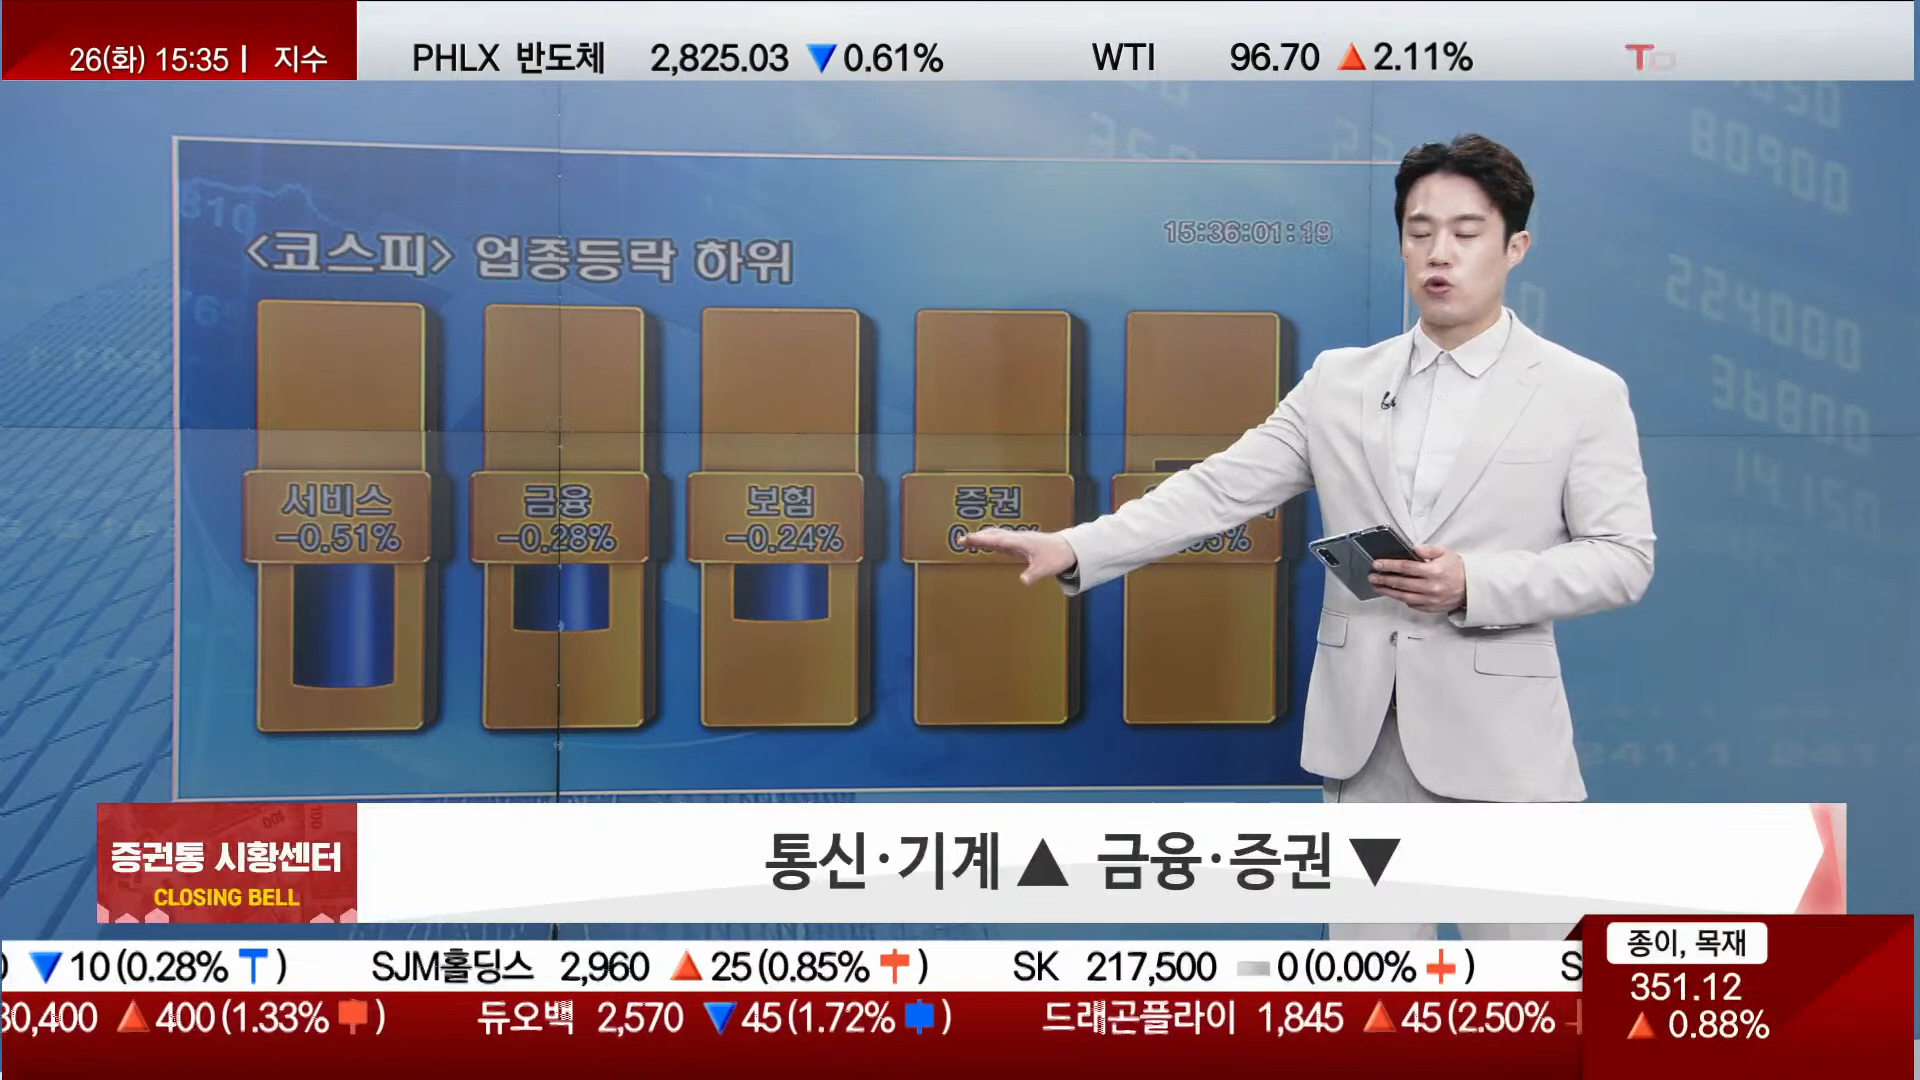 26(화) 15:35 | 지수
PHLX 반도체 2,825.03 ▼0.61%
WTI 96.70 ▲2.11%
<코스피> 업종등락 하위
15:36:01:19
서비스
-0.51%
금융
-0.28%
보험
-0.24%
증권
80900
224000
36800
14150
증권통 시황센터
CLOSING BELL
통신·기계▲ 금융·증권▼
▼10(0.28% )
SJM홀딩스 2,960 ▲25(0.85% )
SK 217,500 0(0.00% )
30,400 ▲400(1.33% )
듀오백 2,570 ▼45(1.72% )
드래곤플라이 1,845 ▲45(2.50%
종이, 목재
351.12
▲ 0.88%